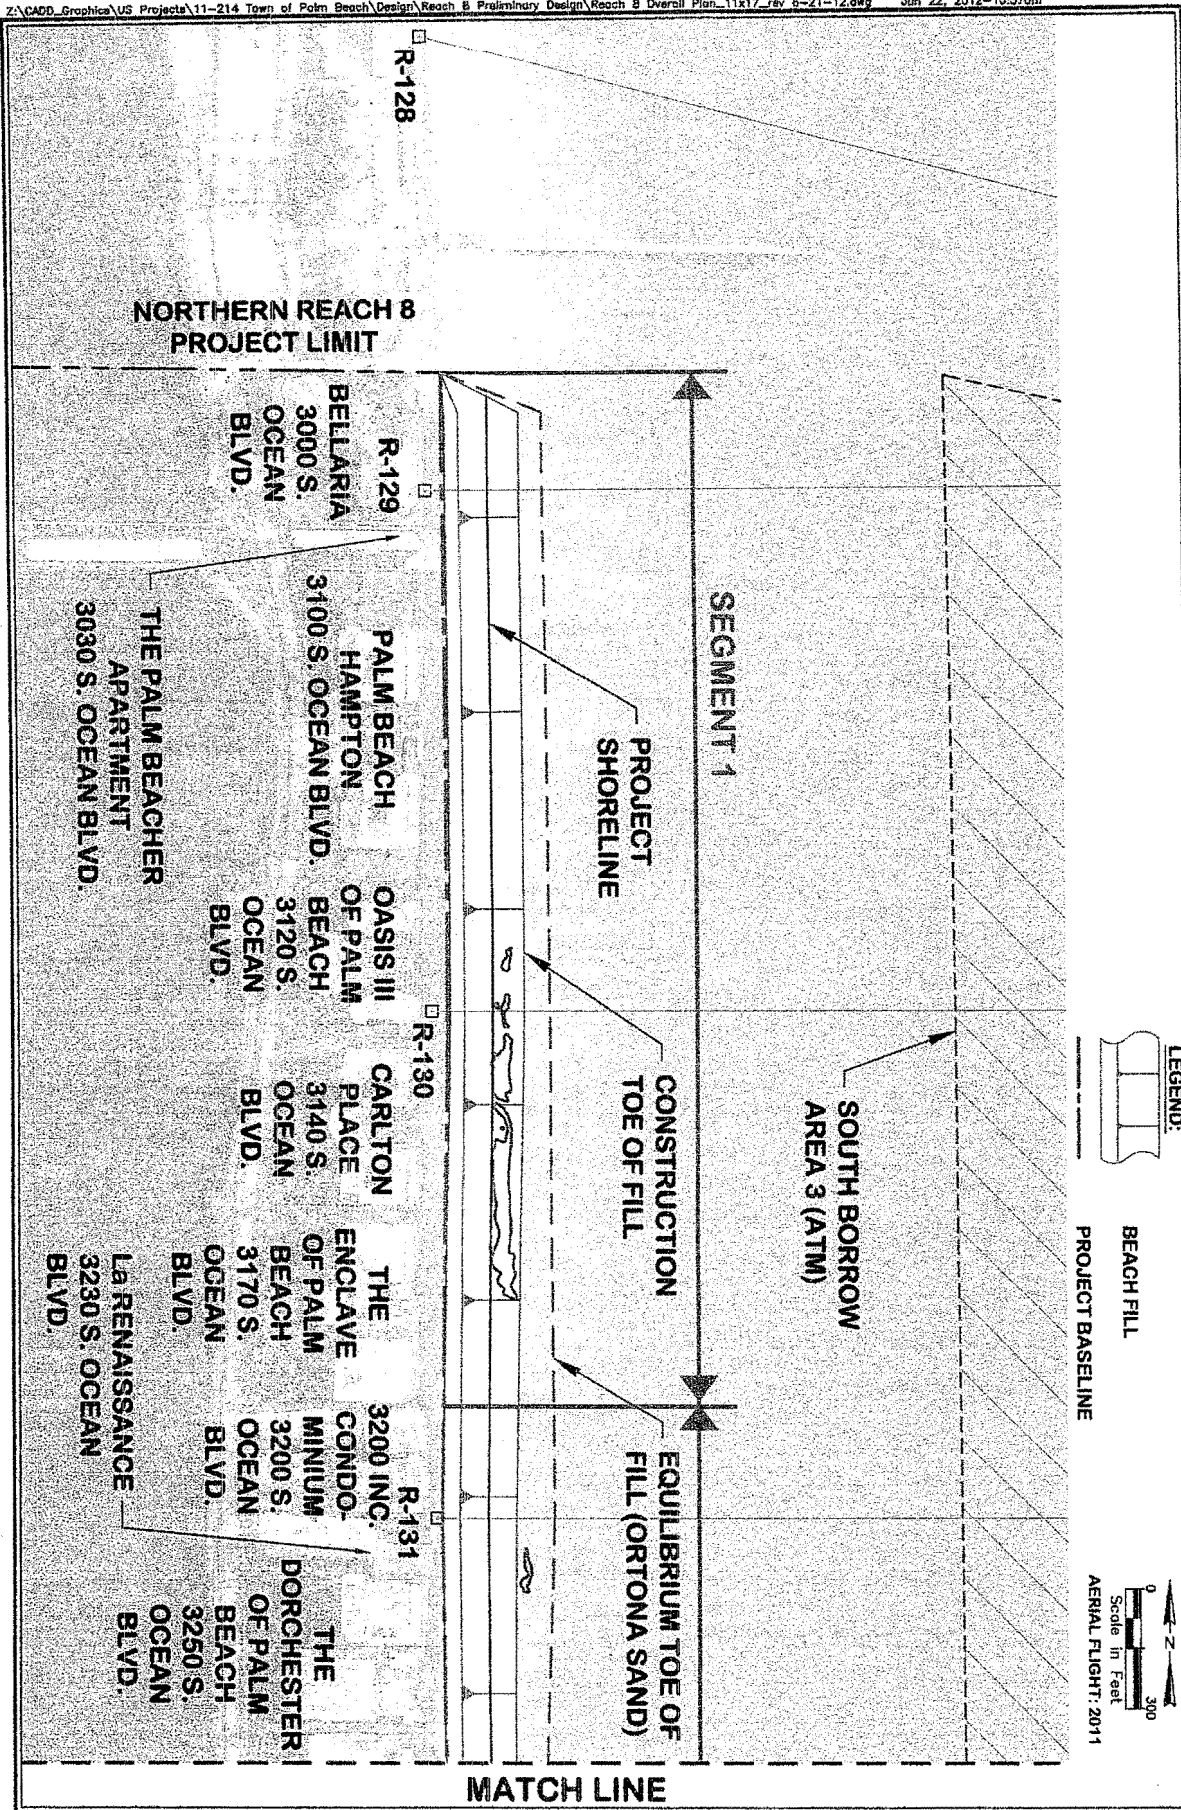 Z:\CADD_Graphics\US Projects\11-214 Town of Palm Beach\Design\Reach 8 Preliminary Design\Reach 8 Overall Plan_11x17_rev 6-21-12.dwg
Jun 22, 2012
R-128
NORTHERN REACH 8
PROJECT LIMIT
R-129
BELLARIA
3000 S.
OCEAN
BLVD.
THE PALM BEACHER
APARTMENT
3030 S. OCEAN BLVD.
PALM BEACH
HAMPTON
3100 S. OCEAN BLVD.
OASIS III
OF PALM
BEACH
3120 S.
OCEAN
BLVD.
R-130
CARLTON
PLACE
3140 S.
OCEAN
BLVD.
THE
ENCLAVE
OF PALM
BEACH
3170 S.
OCEAN
BLVD.
3200 INC.
CONDO-
MINIUM
3200 S.
OCEAN
BLVD.
R-131
La RENAISSANCE
3230 S. OCEAN
BLVD.
THE
DORCHESTER
OF PALM
BEACH
3250 S.
OCEAN
BLVD.
SEGMENT 1
PROJECT
SHORELINE
CONSTRUCTION
TOE OF FILL
EQUILIBRIUM TOE OF
FILL (ORTONA SAND)
SOUTH BORROW
AREA 3 (ATM)
LEGEND:
BEACH FILL
PROJECT BASELINE
N
0
300
Scale in Feet
AERIAL FLIGHT: 2011
MATCH LINE